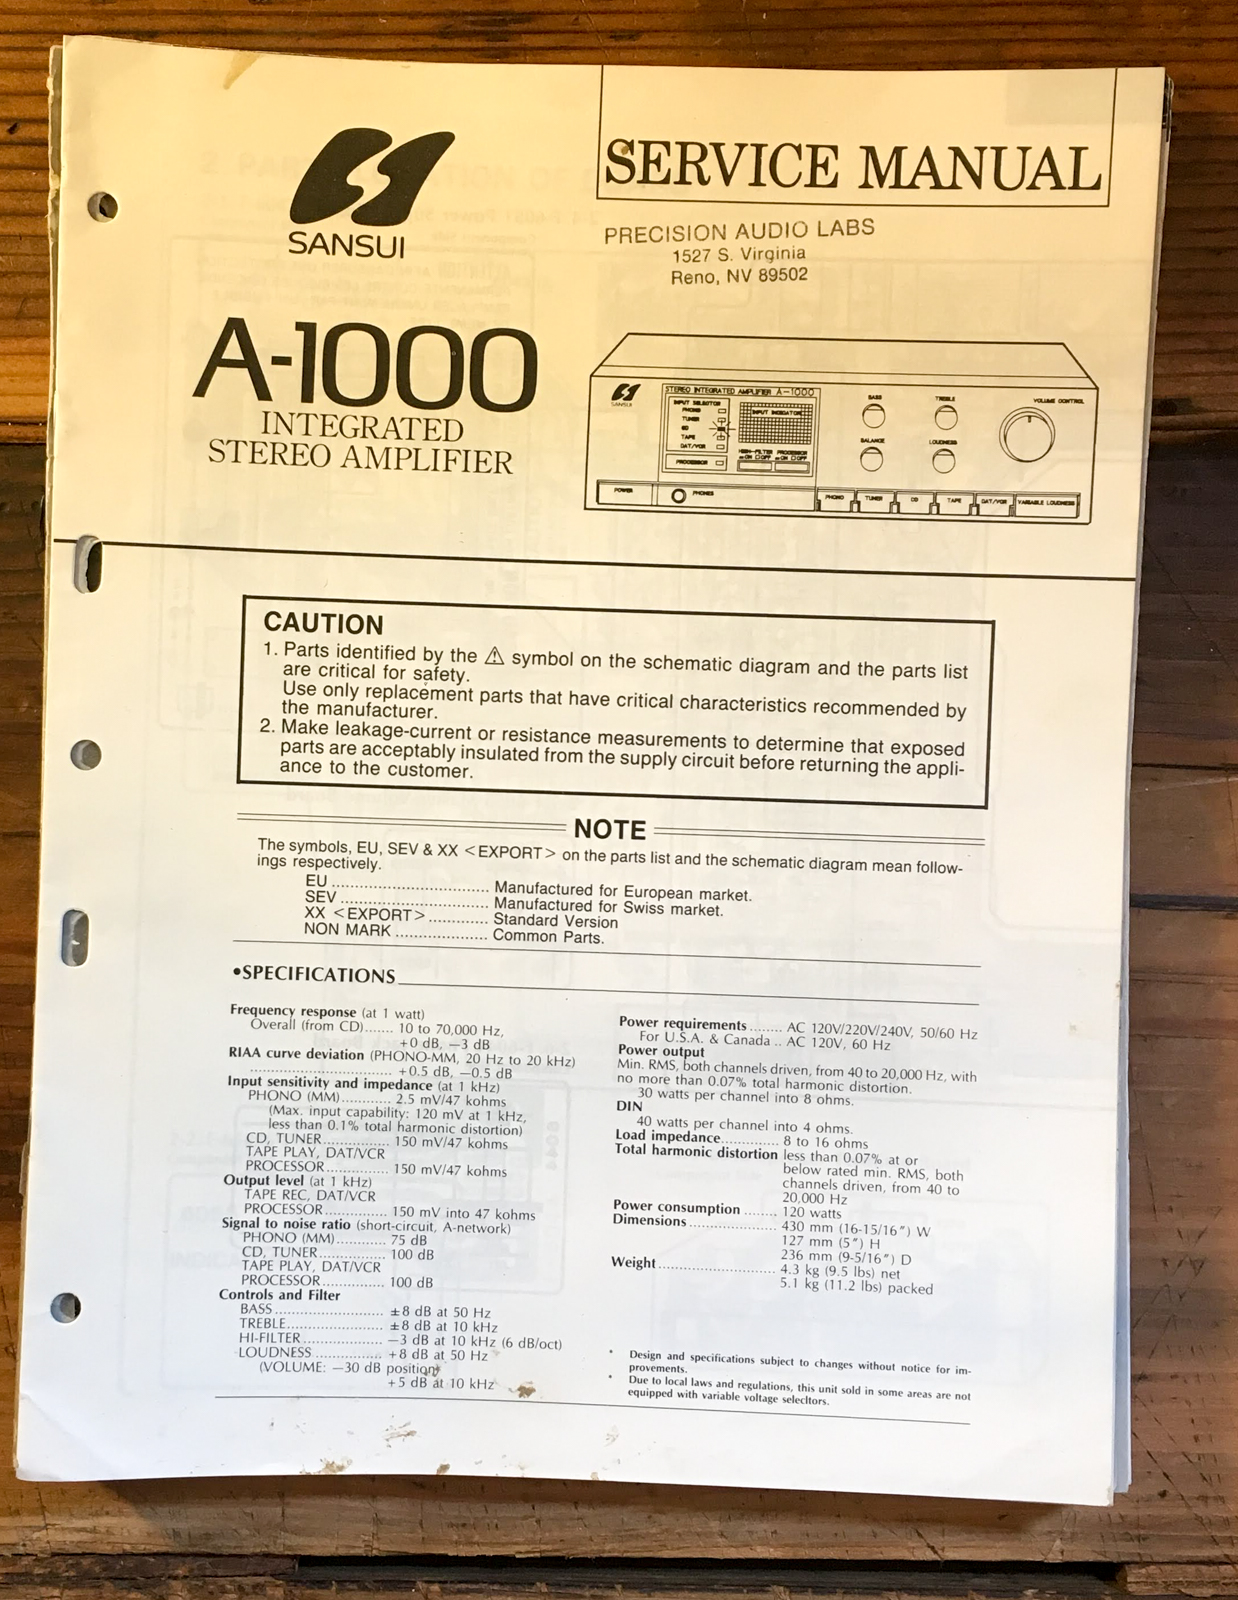 SANSUI
SERVICE MANUAL
PRECISION AUDIO LABS
1527 S. Virginia
Reno, NV 89502
A-1000
INTEGRATED
STEREO AMPLIFIER
SANSUI
STEREO INTEGRATED AMPLIFIER A-1000
INPUT SELECTOR
PHONO
TUNER
CD
TAPE
DAT/VCR
PROCESSOR
INPUT INDICATOR
HIGH-FILTER PROCESSOR
ON OFF ON OFF
BASS
TREBLE
BALANCE
LOUDNESS
VOLUME CONTROL
POWER
PHONES
PHONO
TUNER
CD
TAPE
DAT/VCR
VARIABLE LOUDNESS
CAUTION
1. Parts identified by the ⚠ symbol on the schematic diagram and the parts list
are critical for safety.
Use only replacement parts that have critical characteristics recommended by
the manufacturer.
2. Make leakage-current or resistance measurements to determine that exposed
parts are acceptably insulated from the supply circuit before returning the appli-
ance to the customer.
NOTE
The symbols, EU, SEV & XX <EXPORT> on the parts list and the schematic diagram mean follow-
ings respectively.
EU ................................ Manufactured for European market.
SEV .............................. Manufactured for Swiss market.
XX <EXPORT> ............ Standard Version
NON MARK ................... Common Parts.
•SPECIFICATIONS
Frequency response (at 1 watt)
Overall (from CD)....... 10 to 70,000 Hz,
+0 dB, −3 dB
RIAA curve deviation (PHONO-MM, 20 Hz to 20 kHz)
................................... +0.5 dB, −0.5 dB
Input sensitivity and impedance (at 1 kHz)
PHONO (MM)............ 2.5 mV/47 kohms
(Max. input capability: 120 mV at 1 kHz,
less than 0.1% total harmonic distortion)
CD, TUNER................ 150 mV/47 kohms
TAPE PLAY, DAT/VCR
PROCESSOR............... 150 mV/47 kohms
Output level (at 1 kHz)
TAPE REC, DAT/VCR
PROCESSOR............... 150 mV into 47 kohms
Signal to noise ratio (short-circuit, A-network)
PHONO (MM)............ 75 dB
CD, TUNER................ 100 dB
TAPE PLAY, DAT/VCR
PROCESSOR............... 100 dB
Controls and Filter
BASS........................... ±8 dB at 50 Hz
TREBLE........................ ±8 dB at 10 kHz
HI-FILTER.................... −3 dB at 10 kHz (6 dB/oct)
LOUDNESS................. +8 dB at 50 Hz
(VOLUME: −30 dB position)
+5 dB at 10 kHz
Power requirements ........ AC 120V/220V/240V, 50/60 Hz
For U.S.A. & Canada .. AC 120V, 60 Hz
Power output
Min. RMS, both channels driven, from 40 to 20,000 Hz, with
no more than 0.07% total harmonic distortion.
30 watts per channel into 8 ohms.
DIN
40 watts per channel into 4 ohms.
Load impedance.............. 8 to 16 ohms
Total harmonic distortion less than 0.07% at or
below rated min. RMS, both
channels driven, from 40 to
20,000 Hz
Power consumption ........ 120 watts
Dimensions ..................... 430 mm (16-15/16") W
127 mm (5") H
236 mm (9-5/16") D
Weight............................ 4.3 kg (9.5 lbs) net
5.1 kg (11.2 lbs) packed
* Design and specifications subject to changes without notice for im-
provements.
* Due to local laws and regulations, this unit sold in some areas are not
equipped with variable voltage selecltors.